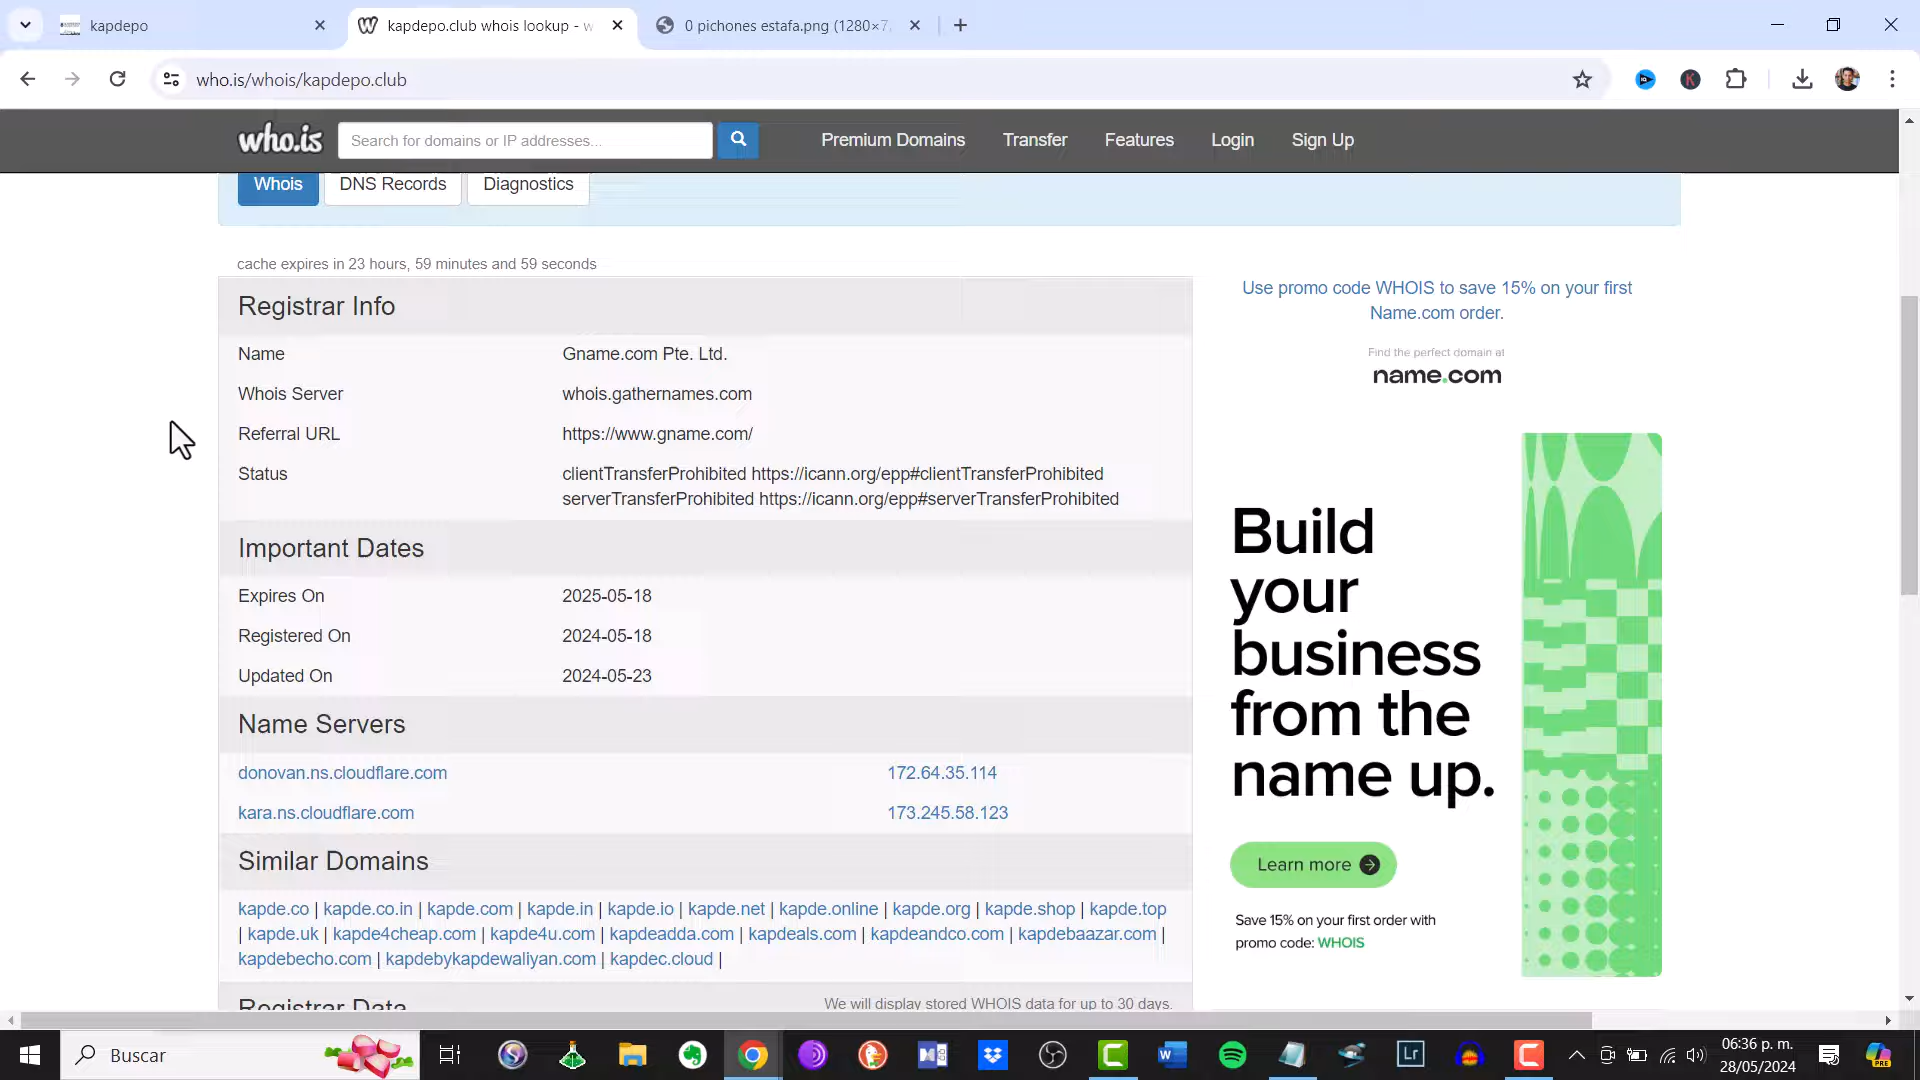 kapdepo
kapdepo.club whois lookup - w
0 pichones estafa.png (1280×7
who.is/whois/kapdepo.club
who.is
Search for domains or IP addresses...
Premium Domains
Transfer
Features
Login
Sign Up
Whois
DNS Records
Diagnostics
cache expires in 23 hours, 59 minutes and 59 seconds
Registrar Info
Name Gname.com Pte. Ltd.
Whois Server whois.gathernames.com
Referral URL https://www.gname.com/
Status clientTransferProhibited https://icann.org/epp#clientTransferProhibited
serverTransferProhibited https://icann.org/epp#serverTransferProhibited
Important Dates
Expires On 2025-05-18
Registered On 2024-05-18
Updated On 2024-05-23
Name Servers
donovan.ns.cloudflare.com 172.64.35.114
kara.ns.cloudflare.com 173.245.58.123
Similar Domains
kapde.co | kapde.co.in | kapde.com | kapde.in | kapde.io | kapde.net | kapde.online | kapde.org | kapde.shop | kapde.top
| kapde.uk | kapde4cheap.com | kapde4u.com | kapdeadda.com | kapdeals.com | kapdeandco.com | kapdebaazar.com |
kapdebecho.com | kapdebykapdewaliyan.com | kapdec.cloud |
Registrar Data
We will display stored WHOIS data for up to 30 days.
Use promo code WHOIS to save 15% on your first
Name.com order.
Find the perfect domain at
name.com
Build
your
business
from the
name up.
Learn more
Save 15% on your first order with
promo code: WHOIS
Buscar
Lr
06:36 p. m.
28/05/2024